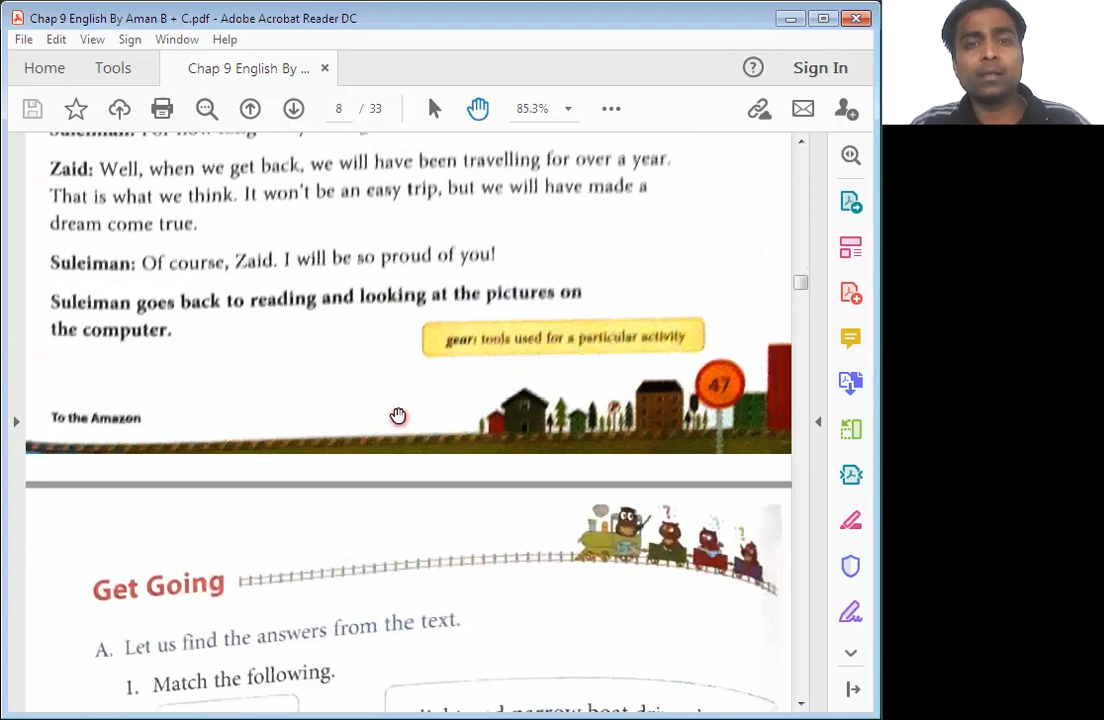 Chap 9 English By Aman B + C.pdf - Adobe Acrobat Reader DC
File Edit View Sign Window Help
Home Tools Chap 9 English By ... ×
? Sign In
8 / 33 85.3%
Zaid: Well, when we get back, we will have been travelling for over a year.
That is what we think. It won't be an easy trip, but we will have made a
dream come true.
Suleiman: Of course, Zaid. I will be so proud of you!
Suleiman goes back to reading and looking at the pictures on
the computer.
gear: tools used for a particular activity
47
To the Amazon
Get Going
A. Let us find the answers from the text.
1. Match the following.